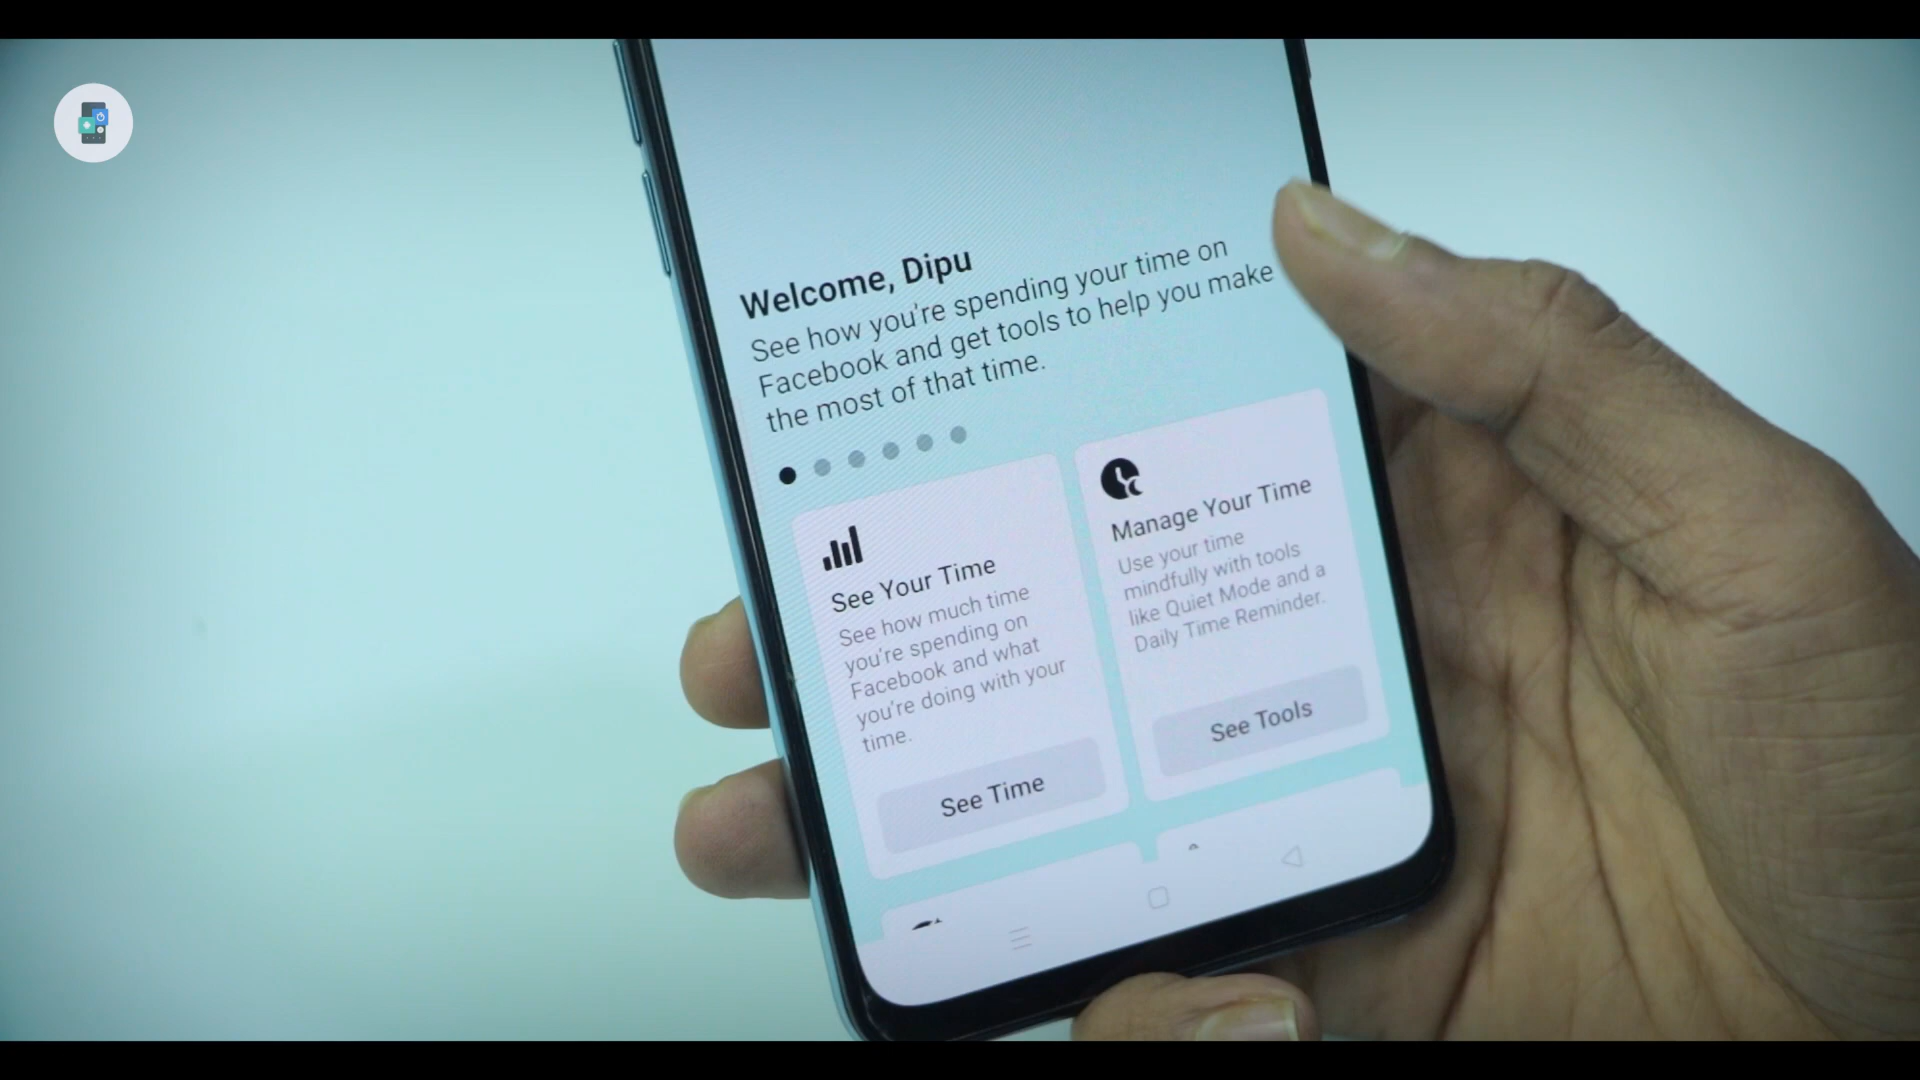 Welcome, Dipu
See how you're spending your time on
Facebook and get tools to help you make
the most of that time.
See Your Time
See how much time
you're spending on
Facebook and what
you're doing with your
time.
See Time
Manage Your Time
Use your time
mindfully with tools
like Quiet Mode and a
Daily Time Reminder.
See Tools